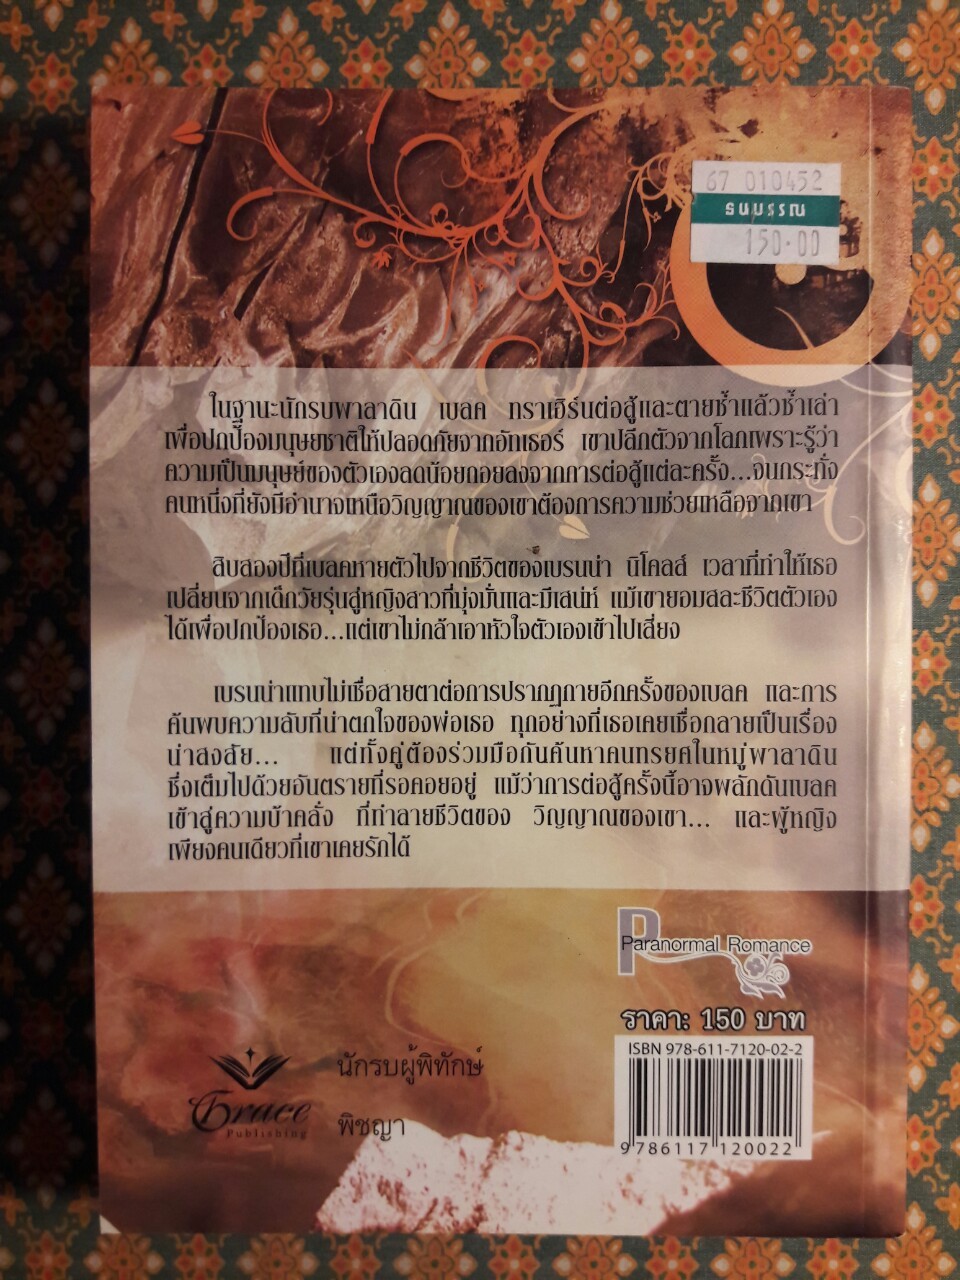 67 010452
ธนบรรณ
150.00
ในฐานะนักรบพาลาดิน เบลค ทราเฮิร์นต่อสู้และตายซ้ำแล้วซ้ำเล่า
เพื่อปกป้องมนุษยชาติให้ปลอดภัยจากอัทเธอร์ เขาปลีกตัวจากโลกเพราะรู้ว่า
ความเป็นมนุษย์ของตัวเองลดน้อยถอยลงจากการต่อสู้แต่ละครั้ง...จนกระทั่ง
คนหนึ่งที่ยังมีอำนาจเหนือวิญญาณของเขาต้องการความช่วยเหลือจากเขา
สิบสองปีที่เบลคหายตัวไปจากชีวิตของเบรนน่า นิโคลส์ เวลาที่ทำให้เธอ
เปลี่ยนจากเด็กวัยรุ่นสู่หญิงสาวที่มุ่งมั่นและมีเสน่ห์ แม้เขายอมสละชีวิตตัวเอง
ได้เพื่อปกป้องเธอ...แต่เขาไม่กล้าเอาหัวใจตัวเองเข้าไปเสี่ยง
เบรนน่าแทบไม่เชื่อสายตาต่อการปรากฏกายอีกครั้งของเบลค และการ
ค้นพบความลับที่น่าตกใจของพ่อเธอ ทุกอย่างที่เธอเคยเชื่อกลายเป็นเรื่อง
น่าสงสัย... แต่ทั้งคู่ต้องร่วมมือกันค้นหาคนทรยศในหมู่พาลาดิน
ซึ่งเต็มไปด้วยอันตรายที่รอคอยอยู่ แม้ว่าการต่อสู้ครั้งนี้อาจผลักดันเบลค
เข้าสู่ความบ้าคลั่ง ที่ทำลายชีวิตของ วิญญาณของเขา... และผู้หญิง
เพียงคนเดียวที่เขาเคยรักได้
Paranormal Romance
ราคา: 150 บาท
ISBN 978-611-7120-02-2
9 786117 120022
Grace
Publishing
นักรบผู้พิทักษ์
พิชญา